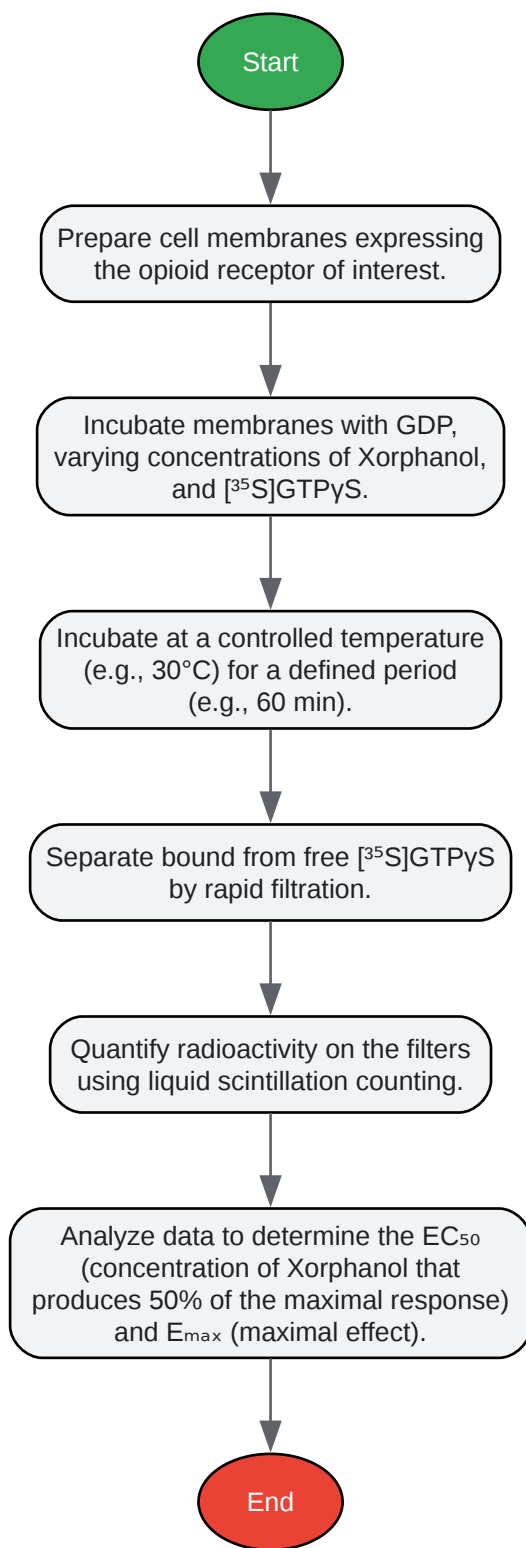 Start
Prepare cell membranes expressing
the opioid receptor of interest.
Incubate membranes with GDP,
varying concentrations of Xorphanol,
and [³⁵S]GTPγS.
Incubate at a controlled temperature
(e.g., 30°C) for a defined period
(e.g., 60 min).
Separate bound from free [³⁵S]GTPγS
by rapid filtration.
Quantify radioactivity on the filters
using liquid scintillation counting.
Analyze data to determine the EC₅₀
(concentration of Xorphanol that
produces 50% of the maximal response)
and Eₘₐₓ (maximal effect).
End